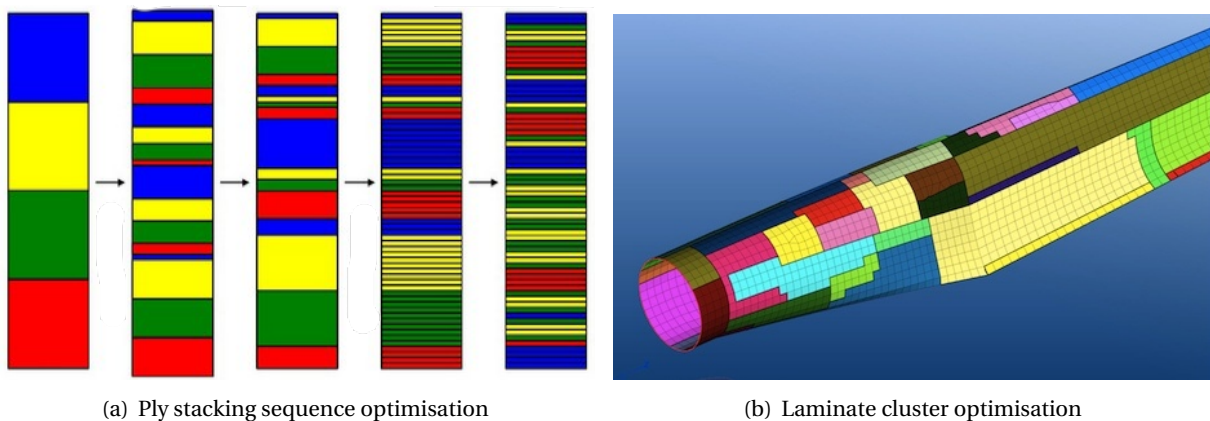 (a) Ply stacking sequence optimisation
(b) Laminate cluster optimisation